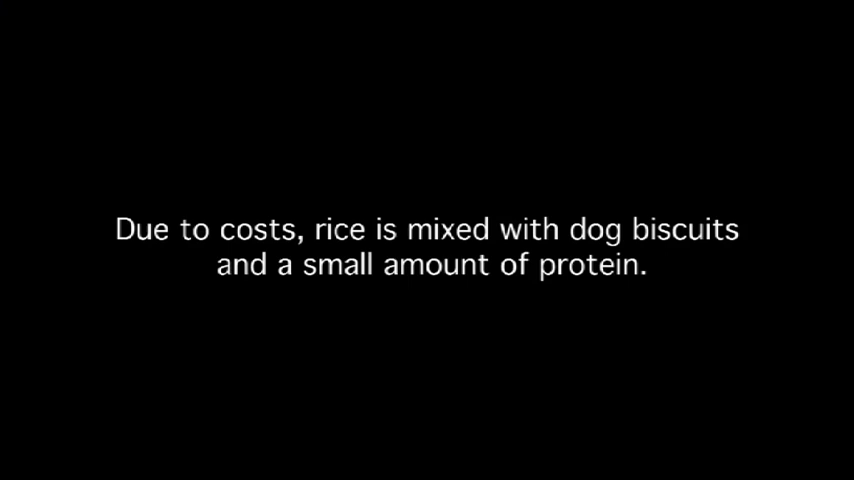 Due to costs, rice is mixed with dog biscuits
and a small amount of protein.